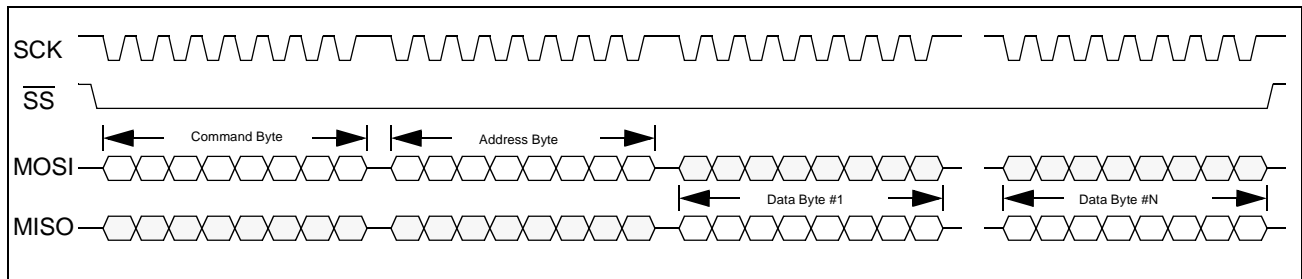 SCK
SS
Command Byte
Address Byte
MOSI
Data Byte #1
Data Byte #N
MISO